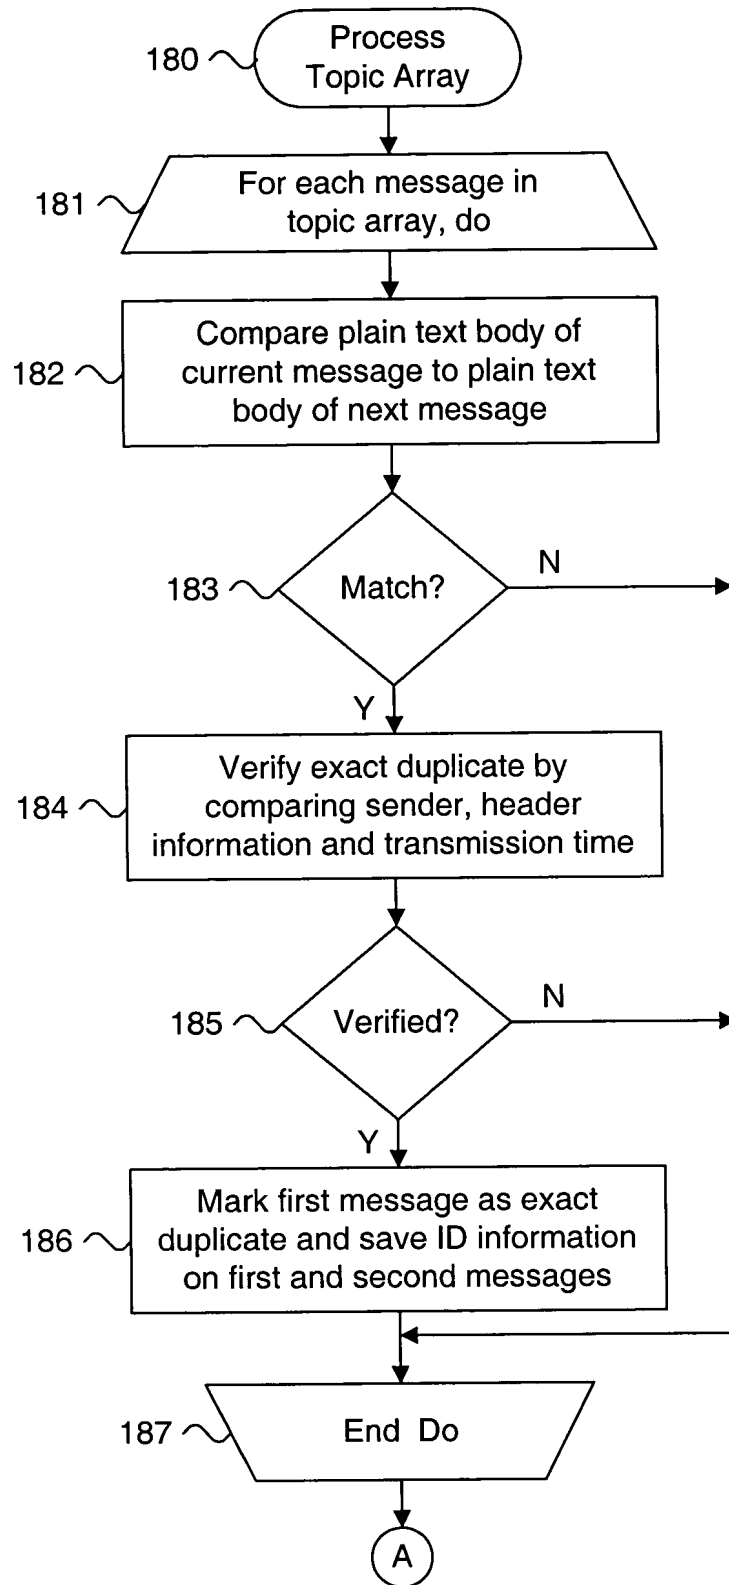 Process
Topic Array
180
For each message in
topic array, do
181
Compare plain text body of
current message to plain text
body of next message
182
Match?
183
N
Y
Verify exact duplicate by
comparing sender, header
information and transmission time
184
Verified?
185
N
Y
Mark first message as exact
duplicate and save ID information
on first and second messages
186
End Do
187
A